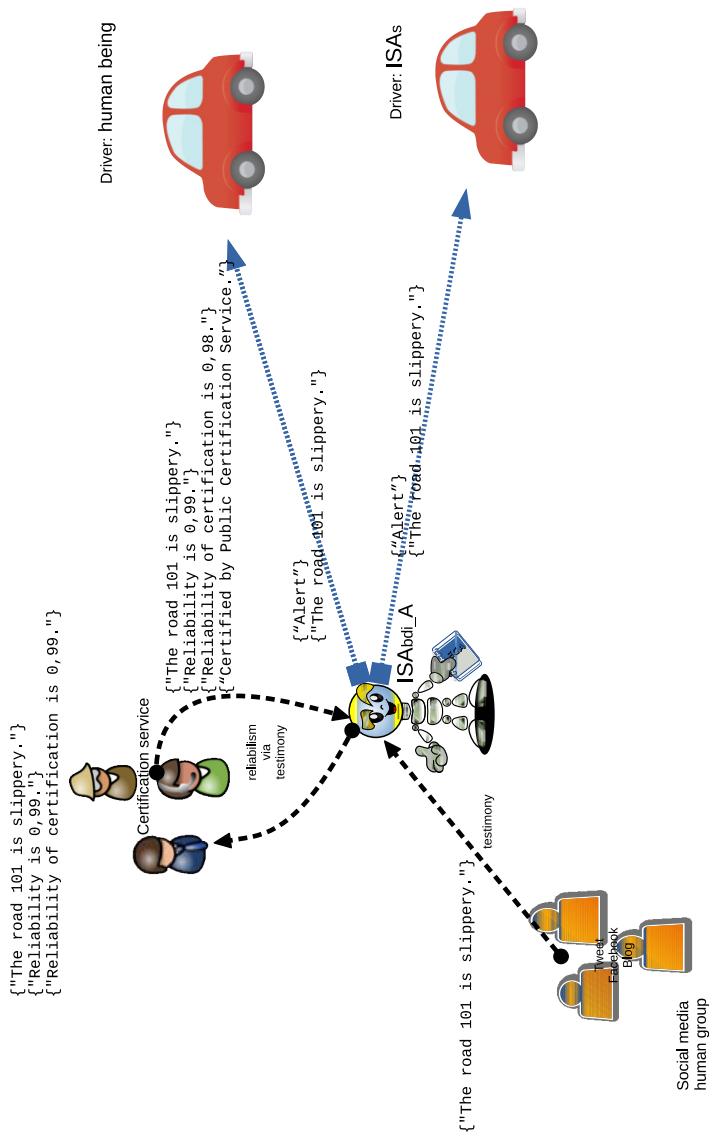 {"The road 101 is slippery."}
{"Reliability is 0,99."}
{"Reliability of certification is 0,99."}
Certification service
{"The road 101 is slippery."}
{"Reliability is 0,99."}
{"Reliability of certification is 0,98."}
{“Certified by Public Certification Service.”}
Driver: human being
reliabilism
via
testimony
{“Alert”}
{"The road 101 is slippery."}
{“Alert”}
{"The road 101 is slippery."}
Driver: ISAs
ISAbdi_A
{"The road 101 is slippery."}
testimony
Tweet
Facebook
Blog
Social media
human group